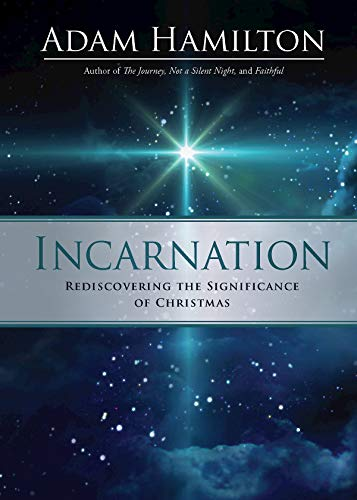 ADAM HAMILTON
Author of The Journey, Not a Silent Night, and Faithful
INCARNATION
REDISCOVERING THE SIGNIFICANCE
OF CHRISTMAS